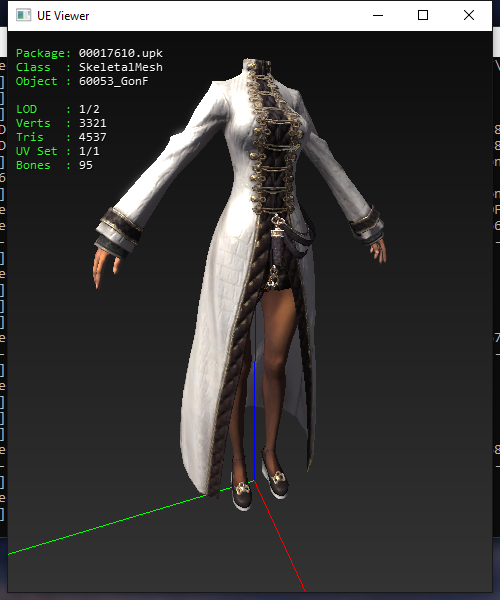 UE Viewer
Package: 00017610.upk
Class  : SkeletalMesh
Object : 60053_GonF
LOD    : 1/2
Verts  : 3321
Tris   : 4537
UV Set : 1/1
Bones  : 95